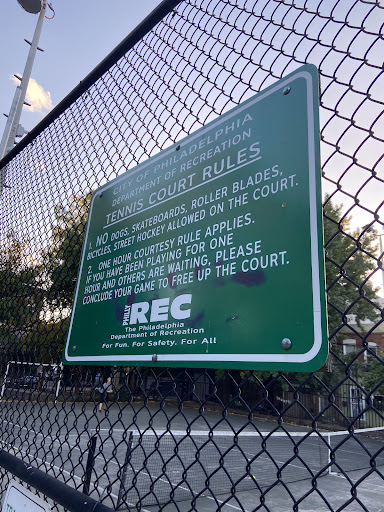 CITY OF PHILADELPHIA
DEPARTMENT OF RECREATION
TENNIS COURT RULES
1. NO DOGS, SKATEBOARDS, ROLLER BLADES,
BICYCLES, STREET HOCKEY ALLOWED ON THE COURT.
2. ONE HOUR COURTESY RULE APPLIES.
IF YOU HAVE BEEN PLAYING FOR ONE
HOUR AND OTHERS ARE WAITING, PLEASE
CONCLUDE YOUR GAME TO FREE UP THE COURT.
PHILLY REC
The Philadelphia
Department of Recreation
For Fun. For Safety. For All